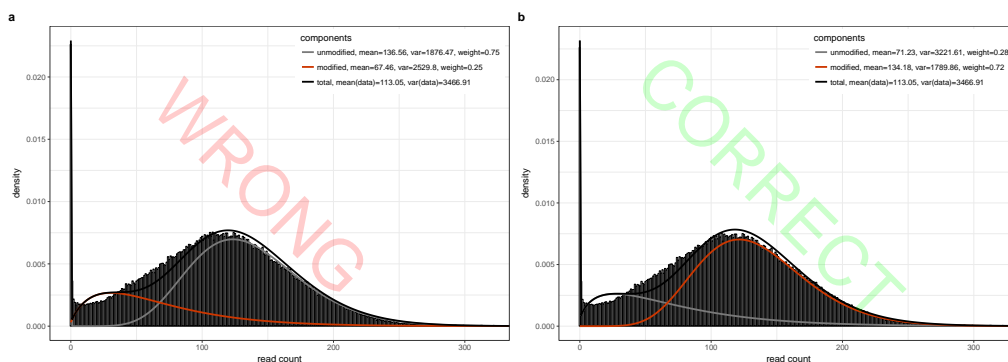 a
components
unmodified, mean=136.56, var=1876.47, weight=0.75
modified, mean=67.46, var=2529.8, weight=0.25
total, mean(data)=113.05, var(data)=3466.91
WRONG
density
0.020
0.015
0.010
0.005
0.000
0
100
200
300
read count
b
components
unmodified, mean=71.23, var=3221.61, weight=0.28
modified, mean=134.18, var=1789.86, weight=0.72
total, mean(data)=113.05, var(data)=3466.91
CORRECT
density
0.020
0.015
0.010
0.005
0.000
0
100
200
300
read count